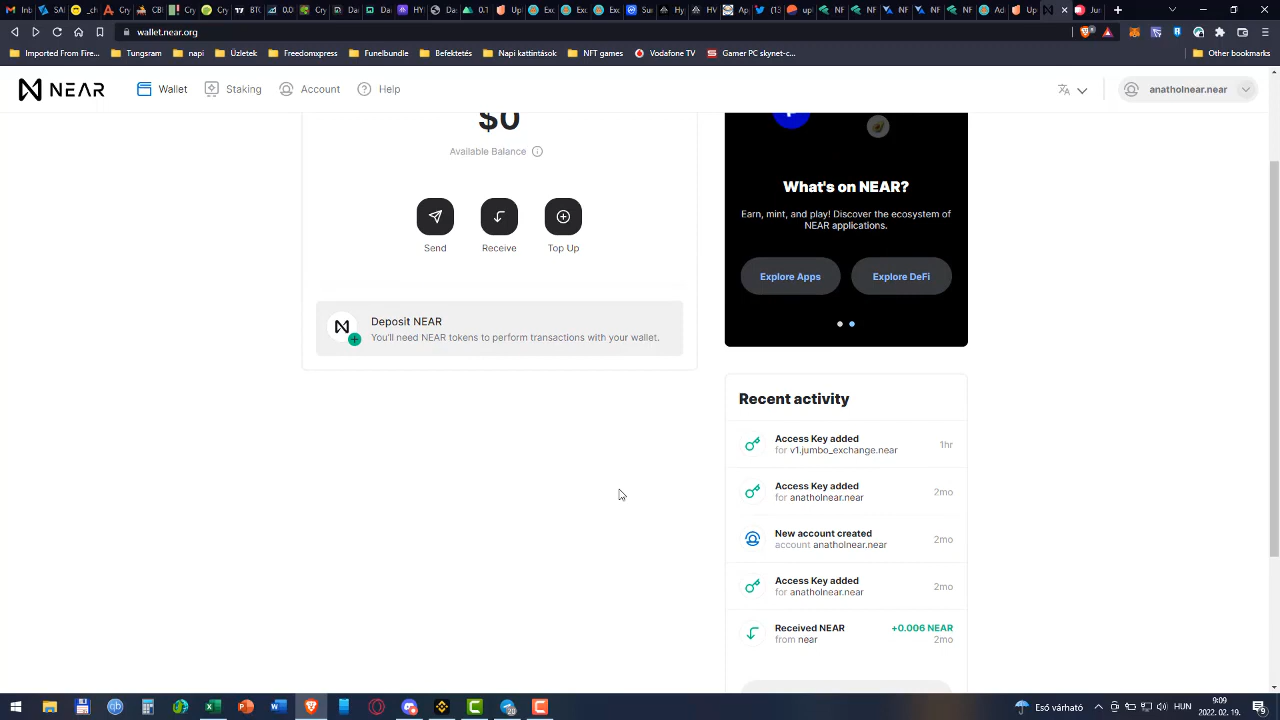 wallet.near.org
Imported From Fire...
Tungsram
napi
Üzletek
Freedomexpress
Fundme
Befektetés
Napi kattintások
NFT games
Vodafone TV
Gamer PC skynet-c...
Other bookmarks
NEAR
Wallet
Staking
Account
Help
anatholnear.near
$0
Available Balance
Send
Receive
Top Up
Deposit NEAR
You'll need NEAR tokens to perform transactions with your wallet.
What's on NEAR?
Earn, mint, and play! Discover the ecosystem of
NEAR applications.
Explore Apps
Explore DeFi
Recent activity
Access Key added
for v1.jumbo_exchange.near
1hr
Access Key added
for anatholnear.near
2mo
New account created
account anatholnear.near
2mo
Access Key added
for anatholnear.near
2mo
Received NEAR
+0.006 NEAR
from near
2mo
Eső várható
HUN
9:09
2022. 02. 19.